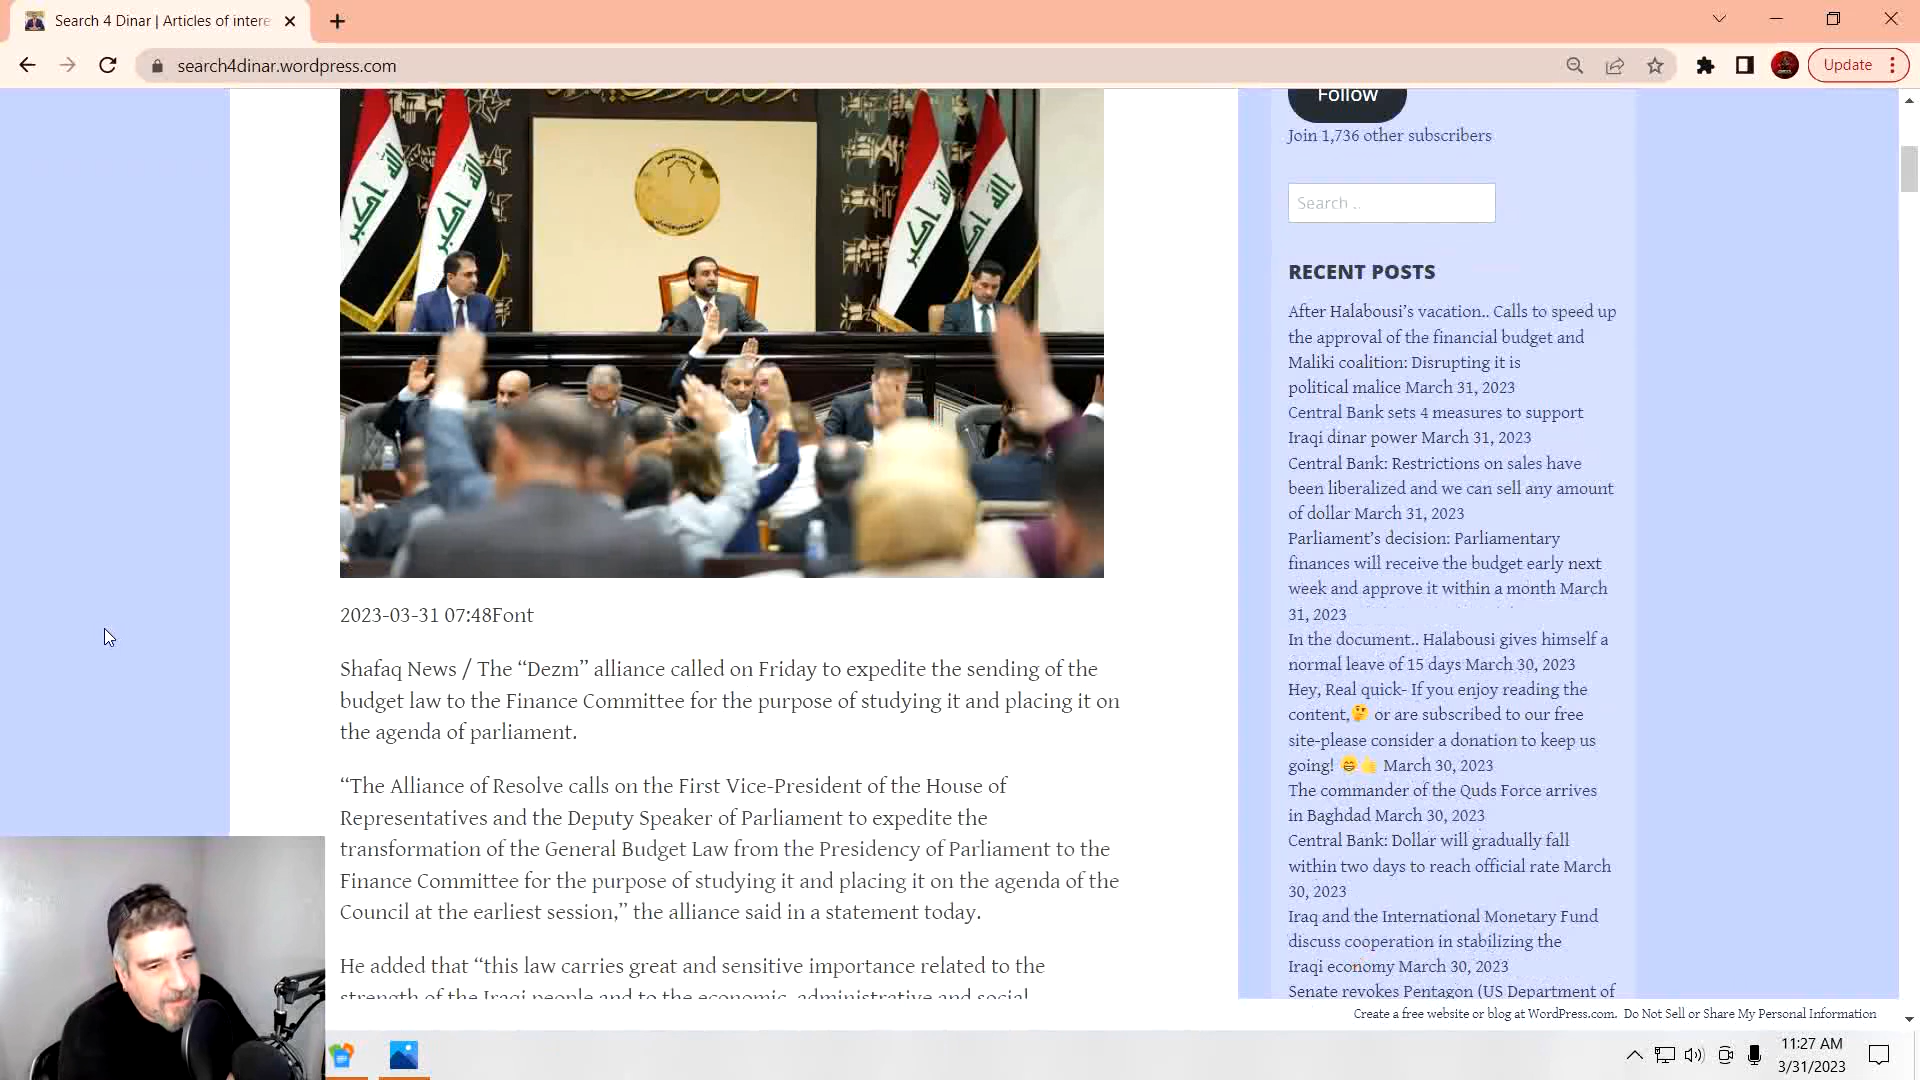 Search 4 Dinar | Articles of intere
search4dinar.wordpress.com
Update
الله اكبر
الله اكبر
الله اكبر
الله اكبر
2023-03-31 07:48Font
Shafaq News / The “Dezm” alliance called on Friday to expedite the sending of the
budget law to the Finance Committee for the purpose of studying it and placing it on
the agenda of parliament.
“The Alliance of Resolve calls on the First Vice-President of the House of
Representatives and the Deputy Speaker of Parliament to expedite the
transformation of the General Budget Law from the Presidency of Parliament to the
Finance Committee for the purpose of studying it and placing it on the agenda of the
Council at the earliest session,” the alliance said in a statement today.
He added that “this law carries great and sensitive importance related to the
strength of the Iraqi people and to the economic, administrative and social
Follow
Join 1,736 other subscribers
Search ..
RECENT POSTS
After Halabousi’s vacation.. Calls to speed up
the approval of the financial budget and
Maliki coalition: Disrupting it is
political malice March 31, 2023
Central Bank sets 4 measures to support
Iraqi dinar power March 31, 2023
Central Bank: Restrictions on sales have
been liberalized and we can sell any amount
of dollar March 31, 2023
Parliament’s decision: Parliamentary
finances will receive the budget early next
week and approve it within a month March
31, 2023
In the document.. Halabousi gives himself a
normal leave of 15 days March 30, 2023
Hey, Real quick- If you enjoy reading the
content,🤔 or are subscribed to our free
site-please consider a donation to keep us
going! 😁👍 March 30, 2023
The commander of the Quds Force arrives
in Baghdad March 30, 2023
Central Bank: Dollar will gradually fall
within two days to reach official rate March
30, 2023
Iraq and the International Monetary Fund
discuss cooperation in stabilizing the
Iraqi economy March 30, 2023
Senate revokes Pentagon (US Department of
Create a free website or blog at WordPress.com. Do Not Sell or Share My Personal Information
11:27 AM
3/31/2023